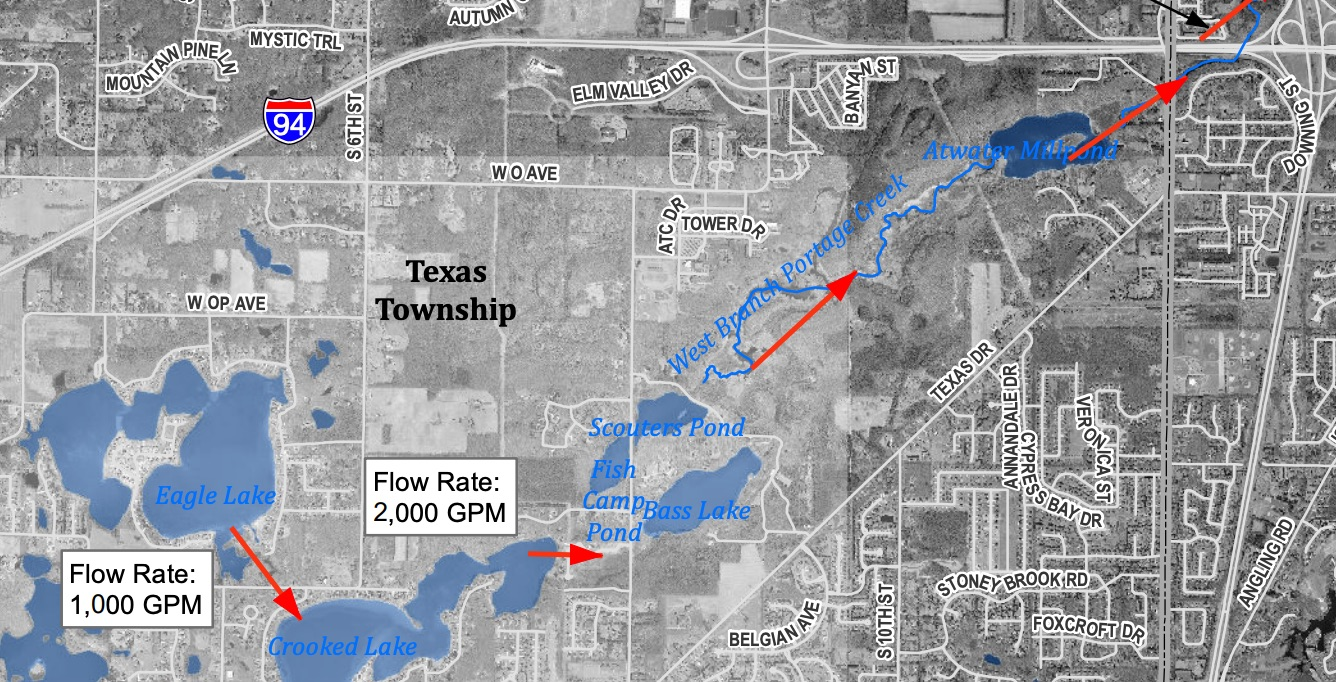 AUTUMN
MYSTIC TRL
MOUNTAIN PINE LN
ELM VALLEY DR
BANYAN ST
94
S 6TH ST
DOWNING ST
Atwater Millpond
W O AVE
West Branch Portage Creek
ATC DR
TOWER DR
Texas
Township
W OP AVE
TEXAS DR
ANNANDALE DR
VERONICA ST
CYPRESS BAY DR
Scouters Pond
Fish
Camp
Pond
Bass Lake
Eagle Lake
Flow Rate:
2,000 GPM
Flow Rate:
1,000 GPM
ANGLING RD
STONEY BROOK RD
FOXCROFT DR
S 10TH ST
BELGIAN AVE
Crooked Lake